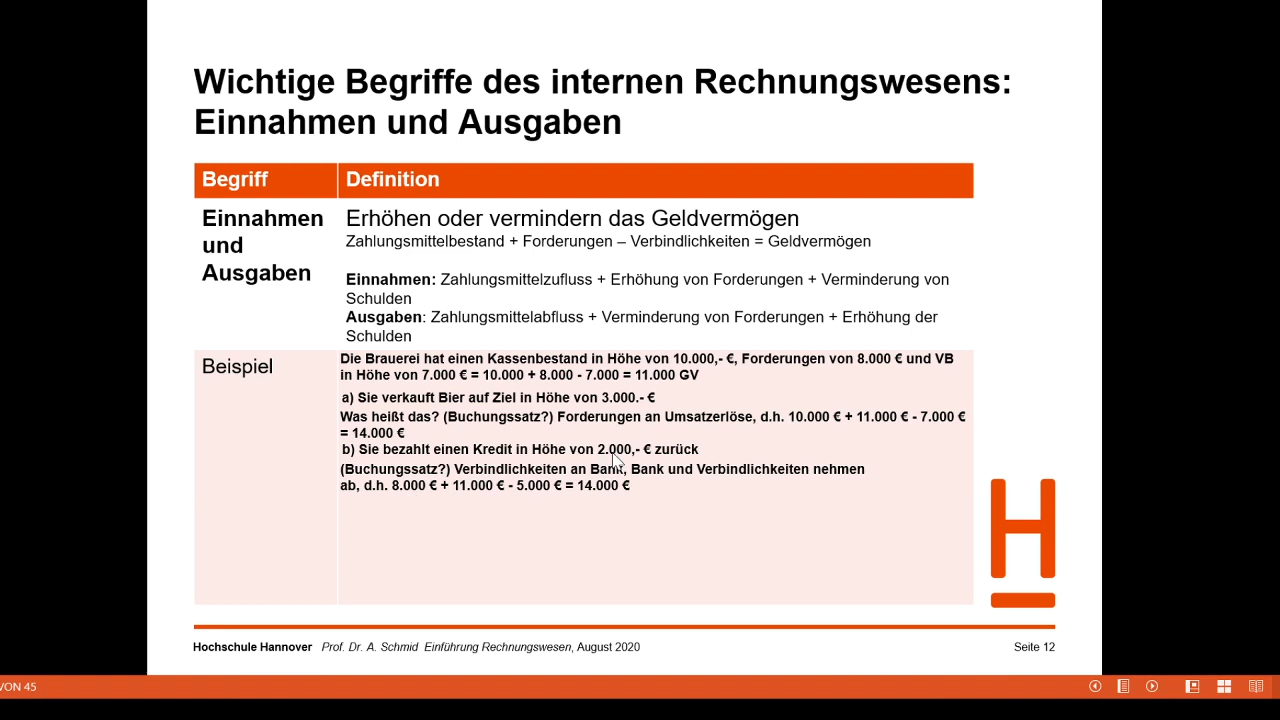 Wichtige Begriffe des internen Rechnungswesens:
Einnahmen und Ausgaben
Begriff
Definition
Einnahmen
und
Ausgaben
Erhöhen oder vermindern das Geldvermögen
Zahlungsmittelbestand + Forderungen – Verbindlichkeiten = Geldvermögen
Einnahmen: Zahlungsmittelzufluss + Erhöhung von Forderungen + Verminderung von
Schulden
Ausgaben: Zahlungsmittelabfluss + Verminderung von Forderungen + Erhöhung der
Schulden
Beispiel
Die Brauerei hat einen Kassenbestand in Höhe von 10.000,- €, Forderungen von 8.000 € und VB
in Höhe von 7.000 € = 10.000 + 8.000 - 7.000 = 11.000 GV
a) Sie verkauft Bier auf Ziel in Höhe von 3.000.- €
Was heißt das? (Buchungssatz?) Forderungen an Umsatzerlöse, d.h. 10.000 € + 11.000 € - 7.000 €
= 14.000 €
b) Sie bezahlt einen Kredit in Höhe von 2.000,- € zurück
(Buchungssatz?) Verbindlichkeiten an Bank, Bank und Verbindlichkeiten nehmen
ab, d.h. 8.000 € + 11.000 € - 5.000 € = 14.000 €
H
Hochschule Hannover Prof. Dr. A. Schmid Einführung Rechnungswesen, August 2020
Seite 12
VON 45